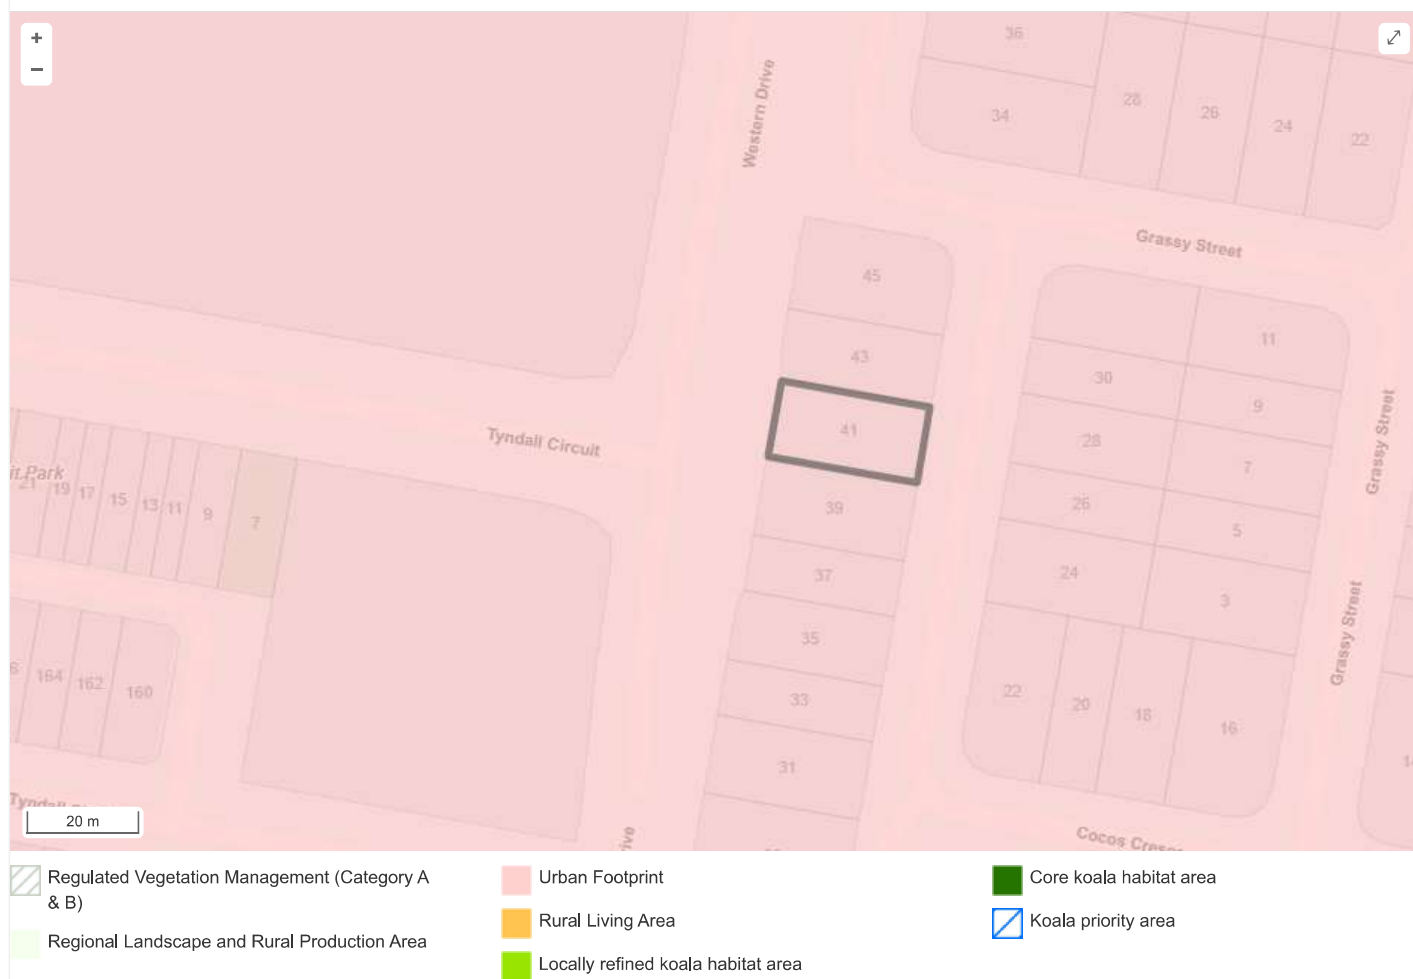 +
−
36
34
28
26
24
22
Western Drive
Grassy Street
45
43
41
39
37
35
33
31
11
30
9
28
7
26
5
24
3
22
20
18
16
Grassy Street
Grassy Street
Tyndall Circuit
it Park
21
19
17
15
13
11
9
7
6
164
162
160
20 m
ive
Cocos Cresc
Regulated Vegetation Management (Category A
& B)
Regional Landscape and Rural Production Area
Urban Footprint
Rural Living Area
Locally refined koala habitat area
Core koala habitat area
Koala priority area